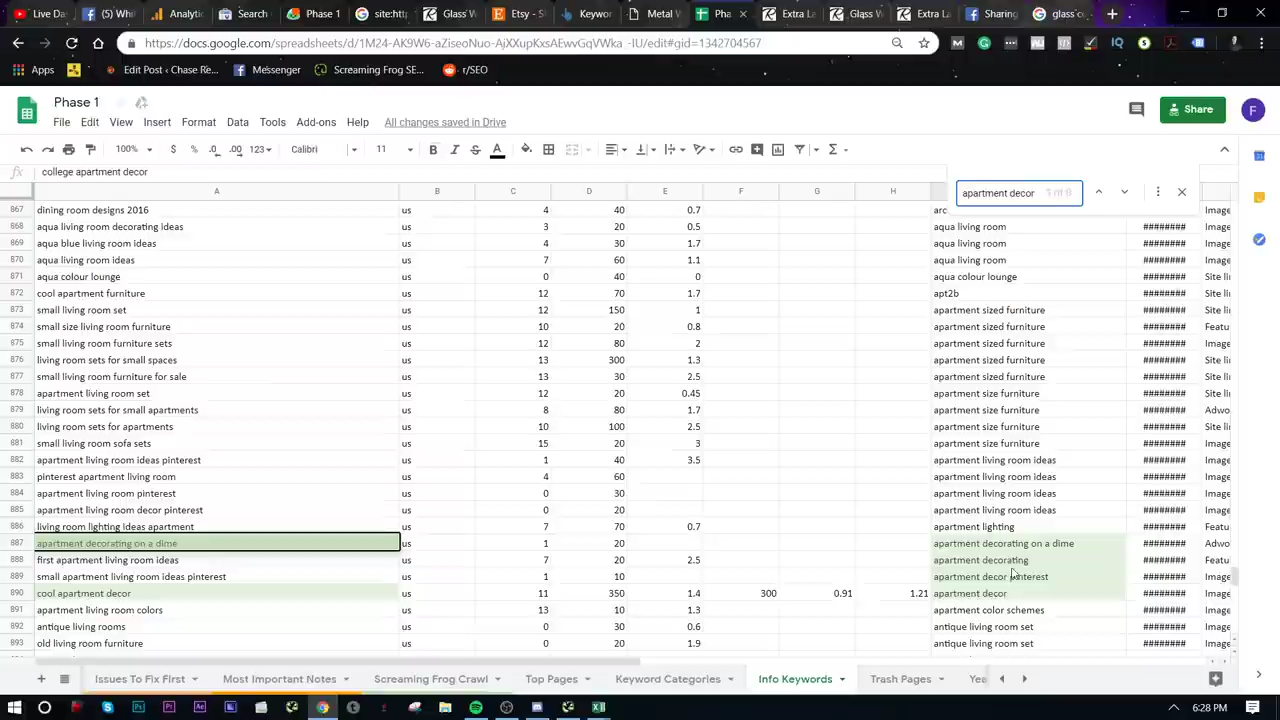 (5) Whi
Analytic
Search
Phase 1
site:http
Glass W
Etsy - S
Keywor
Metal W
Pha
Extra La
Glass W
Extra La
Sharing
glass co
https://docs.google.com/spreadsheets/d/1M24-AK9W6-aZiseoNuo-AjXXupKxsAEwvGqVWka_-IU/edit#gid=1342704567
Apps
Edit Post ‹ Chase Re...
Messenger
Screaming Frog SE...
r/SEO
Phase 1
File Edit View Insert Format Data Tools Add-ons Help All changes saved in Drive
Share
F
100% $ % .0 .00 123 Calibri 11 B I S A
fx college apartment decor
apartment decor 1 of 9
A B C D E F G H
867 dining room designs 2016 us 4 40 0.7 arc Image
868 aqua living room decorating ideas us 3 20 0.5 aqua living room ######## Image
869 aqua blue living room ideas us 4 30 1.7 aqua living room ######## Image
870 aqua living room ideas us 7 60 1.1 aqua living room ######## Image
871 aqua colour lounge us 0 40 0 aqua colour lounge ######## Site li
872 cool apartment furniture us 12 70 1.7 apt2b ######## Site li
873 small living room set us 12 150 1 apartment sized furniture ######## Site li
874 small size living room furniture us 10 20 0.8 apartment sized furniture ######## Featu
875 small living room furniture sets us 12 80 2 apartment sized furniture ######## Image
876 living room sets for small spaces us 13 300 1.3 apartment sized furniture ######## Site li
877 small living room furniture for sale us 13 30 2.5 apartment sized furniture ######## Image
878 apartment living room set us 12 20 0.45 apartment size furniture ######## Site li
879 living room sets for small apartments us 8 80 1.7 apartment size furniture ######## Adwo
880 living room sets for apartments us 10 100 2.5 apartment size furniture ######## Site li
881 small living room sofa sets us 15 20 3 apartment size furniture ######## Image
882 apartment living room ideas pinterest us 1 40 3.5 apartment living room ideas ######## Image
883 pinterest apartment living room us 4 60 apartment living room ideas ######## Image
884 apartment living room pinterest us 0 30 apartment living room ideas ######## Image
885 apartment living room decor pinterest us 0 20 apartment living room ideas ######## Image
886 living room lighting ideas apartment us 7 70 0.7 apartment lighting ######## Featu
887 apartment decorating on a dime us 1 20 apartment decorating on a dime ######## Adwo
888 first apartment living room ideas us 7 20 2.5 apartment decorating ######## Featu
889 small apartment living room ideas pinterest us 1 10 apartment decor pinterest ######## Image
890 cool apartment decor us 11 350 1.4 300 0.91 1.21 apartment decor ######## Image
891 apartment living room colors us 13 10 1.3 apartment color schemes ######## Image
892 antique living rooms us 0 30 0.6 antique living room set ######## Image
893 old living room furniture us 0 20 1.9 antique living room set ######## Image
Issues To Fix First Most Important Notes Screaming Frog Crawl Top Pages Keyword Categories Info Keywords Trash Pages Yea
6:28 PM